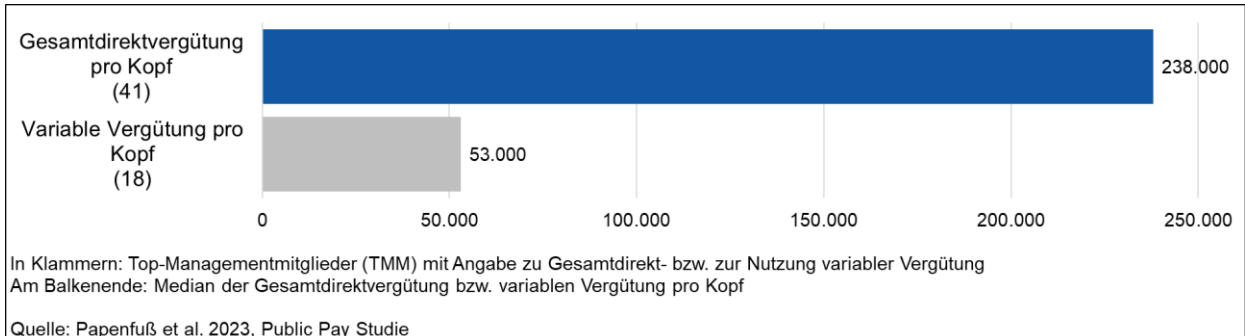 Gesamtdirektvergütung
pro Kopf
(41)
238.000
Variable Vergütung pro
Kopf
(18)
53.000
0 50.000 100.000 150.000 200.000 250.000
In Klammern: Top-Managementmitglieder (TMM) mit Angabe zu Gesamtdirekt- bzw. zur Nutzung variabler Vergütung
Am Balkenende: Median der Gesamtdirektvergütung bzw. variablen Vergütung pro Kopf
Quelle: Papenfuß et al. 2023, Public Pay Studie